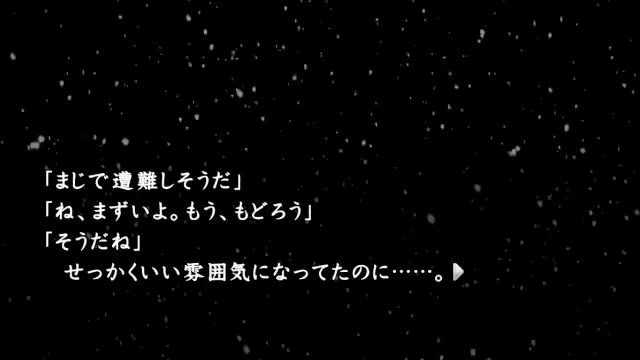 「まじで遭難しそうだ」
「ね、まずいよ。もう、もどろう」
「そうだね」
せっかくいい雰囲気になってたのに……。